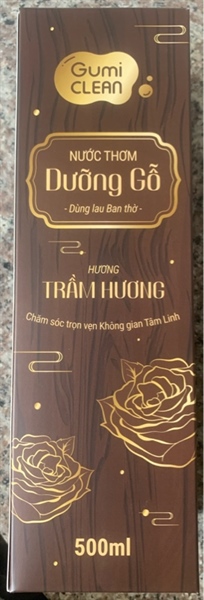 Gumi
CLEAN
NƯỚC THƠM
Dưỡng Gỗ
- Dùng lau Ban thờ -
HƯƠNG
TRẦM HƯƠNG
Chăm sóc trọn vẹn Không gian Tâm Linh
500ml